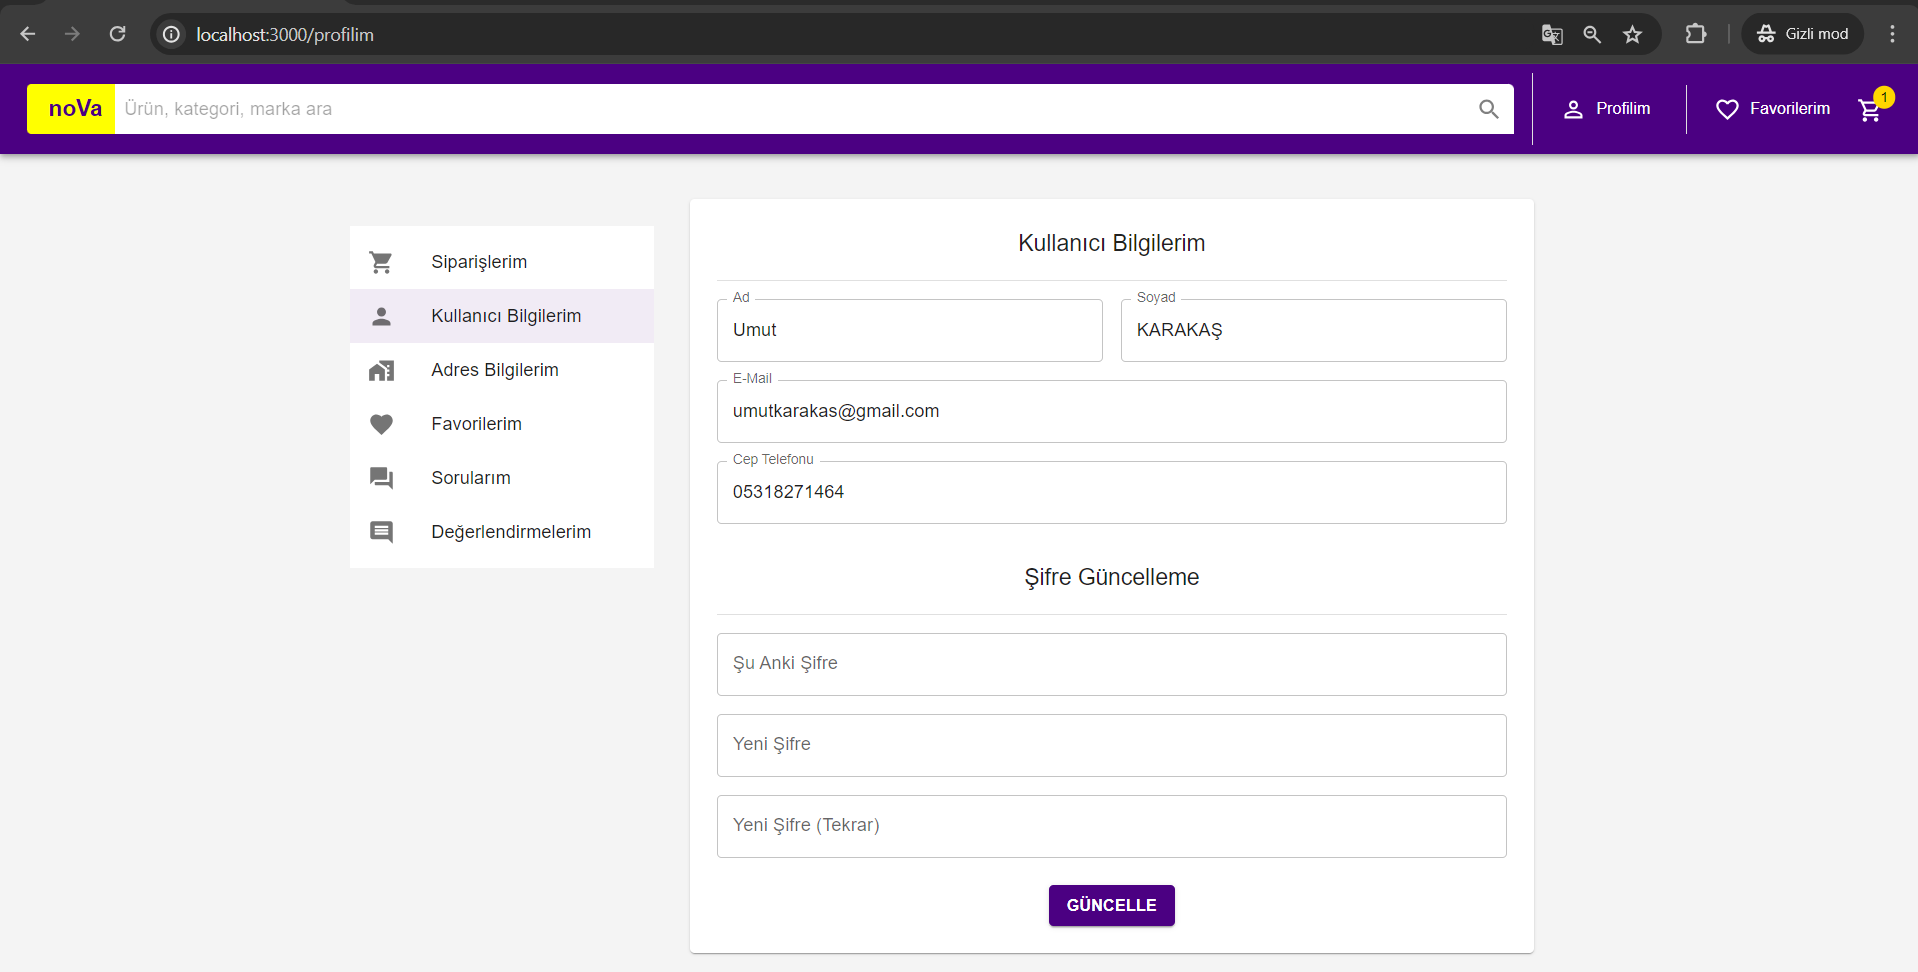 localhost:3000/profilim
Gizli mod
noVa
Ürün, kategori, marka ara
Profilim
Favorilerim
1
Siparişlerim
Kullanıcı Bilgilerim
Adres Bilgilerim
Favorilerim
Sorularım
Değerlendirmelerim
Kullanıcı Bilgilerim
Ad
Umut
Soyad
KARAKAŞ
E-Mail
umutkarakas@gmail.com
Cep Telefonu
05318271464
Şifre Güncelleme
Şu Anki Şifre
Yeni Şifre
Yeni Şifre (Tekrar)
GÜNCELLE